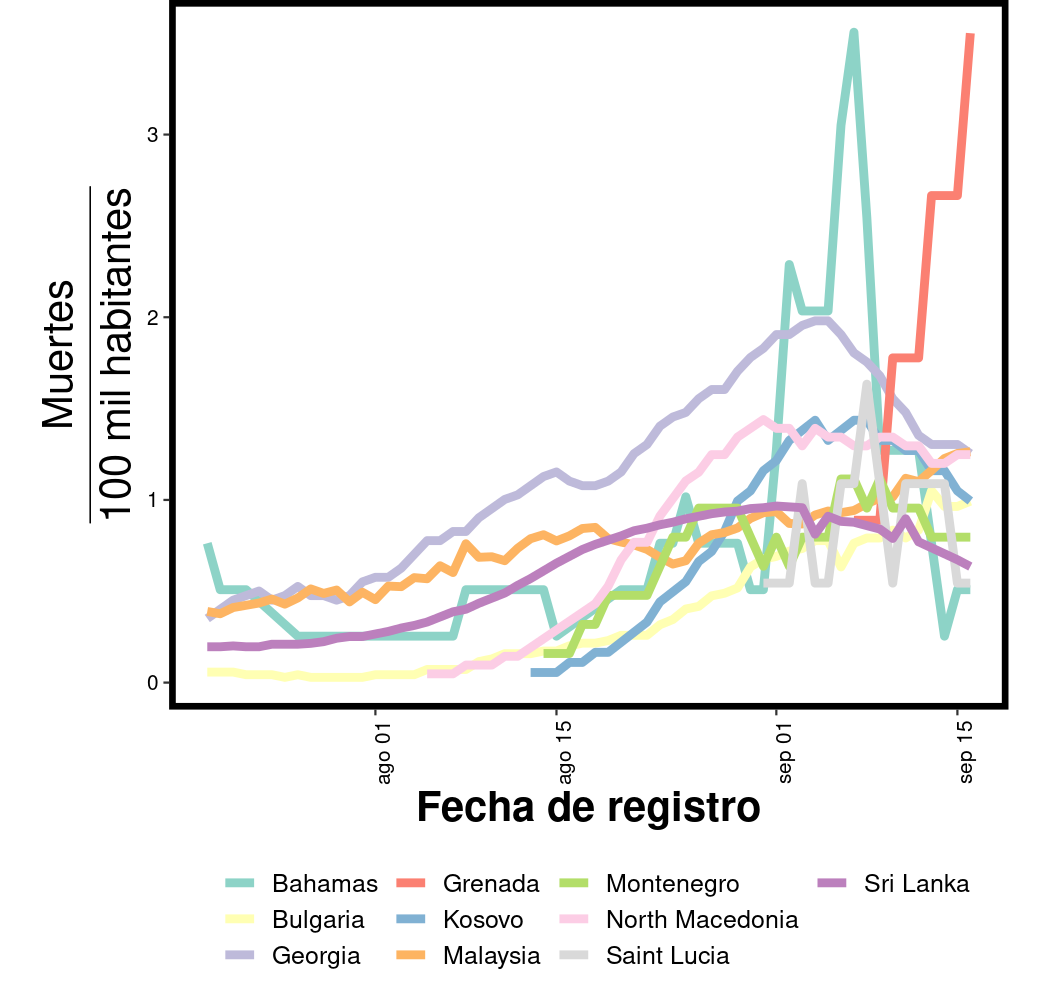 Muertes
100 mil habitantes
3
2
1
0
ago 01
ago 15
sep 01
sep 15
Fecha de registro
Bahamas
Grenada
Montenegro
Sri Lanka
Bulgaria
Kosovo
North Macedonia
Georgia
Malaysia
Saint Lucia